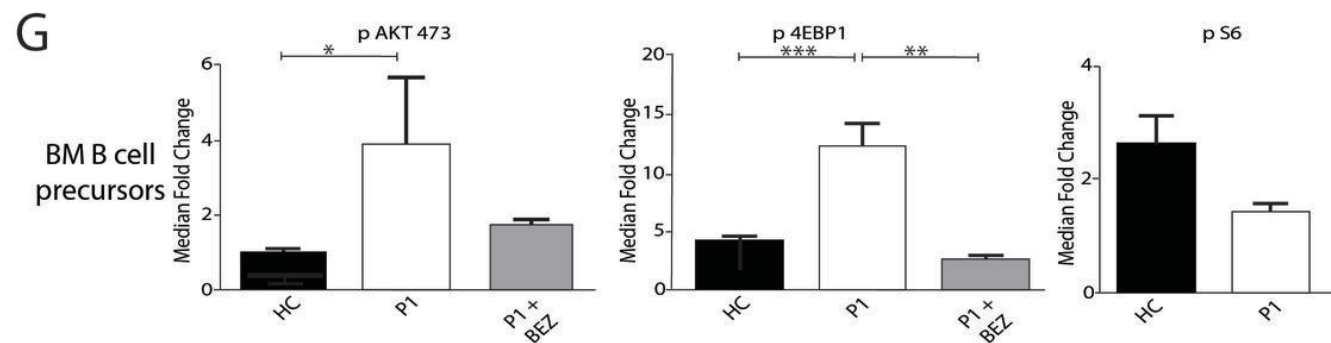 G
BM B cell
precursors
p AKT 473
*
Median Fold Change
6
4
2
0
HC
P1
P1 +
BEZ
p 4EBP1
***
**
Median Fold Change
20
15
10
5
0
HC
P1
P1 +
BEZ
p S6
Median Fold Change
4
2
0
HC
P1